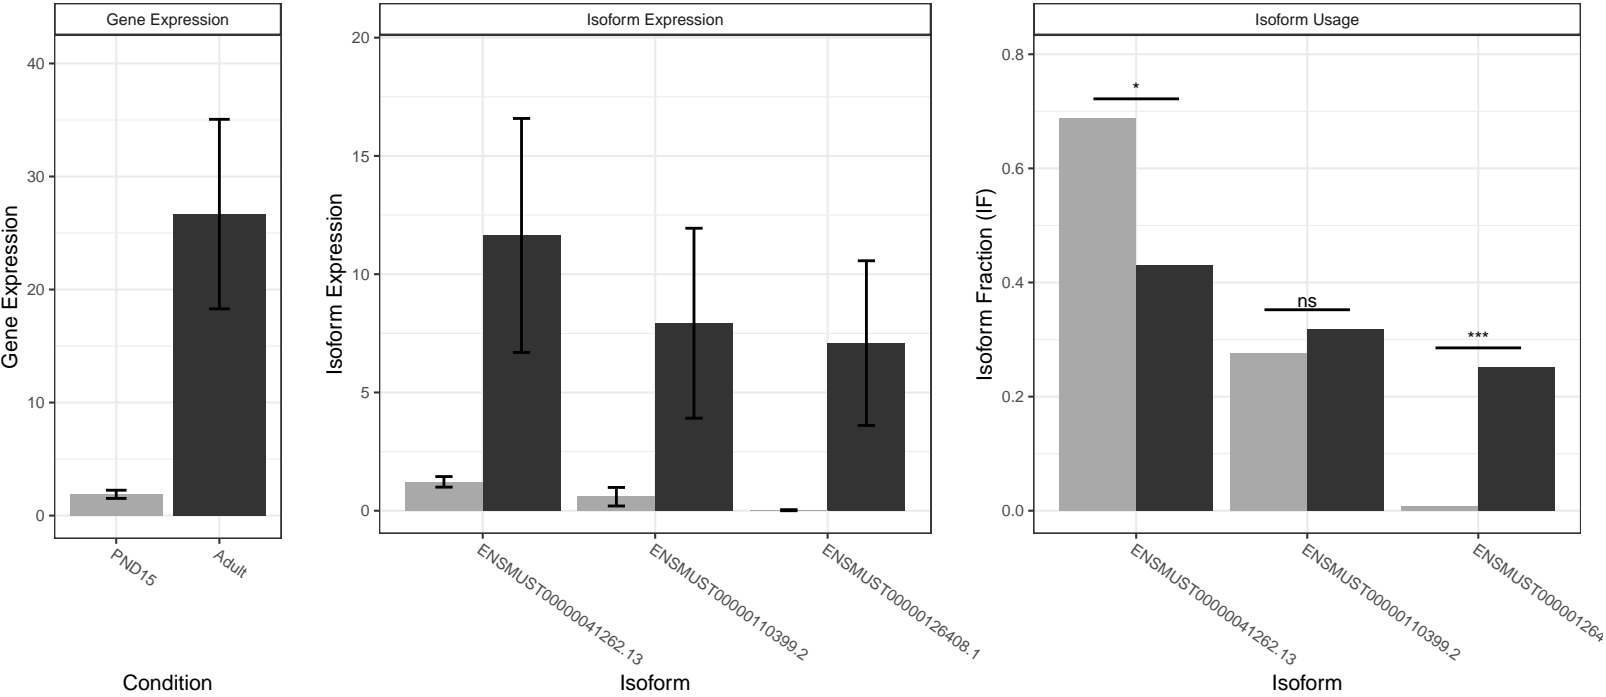 Gene Expression
Gene Expression
40
30
20
10
0
PND15
Adult
Condition
Isoform Expression
Isoform Expression
20
15
10
5
0
ENSMUST00000041262.13
ENSMUST00000110399.2
ENSMUST00000126408.1
Isoform
Isoform Usage
Isoform Fraction (IF)
0.8
0.6
0.4
0.2
0.0
*
ns
***
ENSMUST00000041262.13
ENSMUST00000110399.2
ENSMUST000001264
Isoform